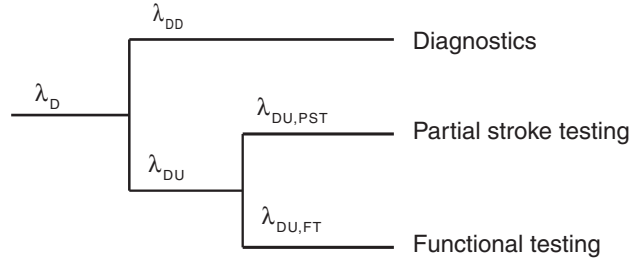 λDD
Diagnostics
λD
λDU,PST
Partial stroke testing
λDU
λDU,FT
Functional testing